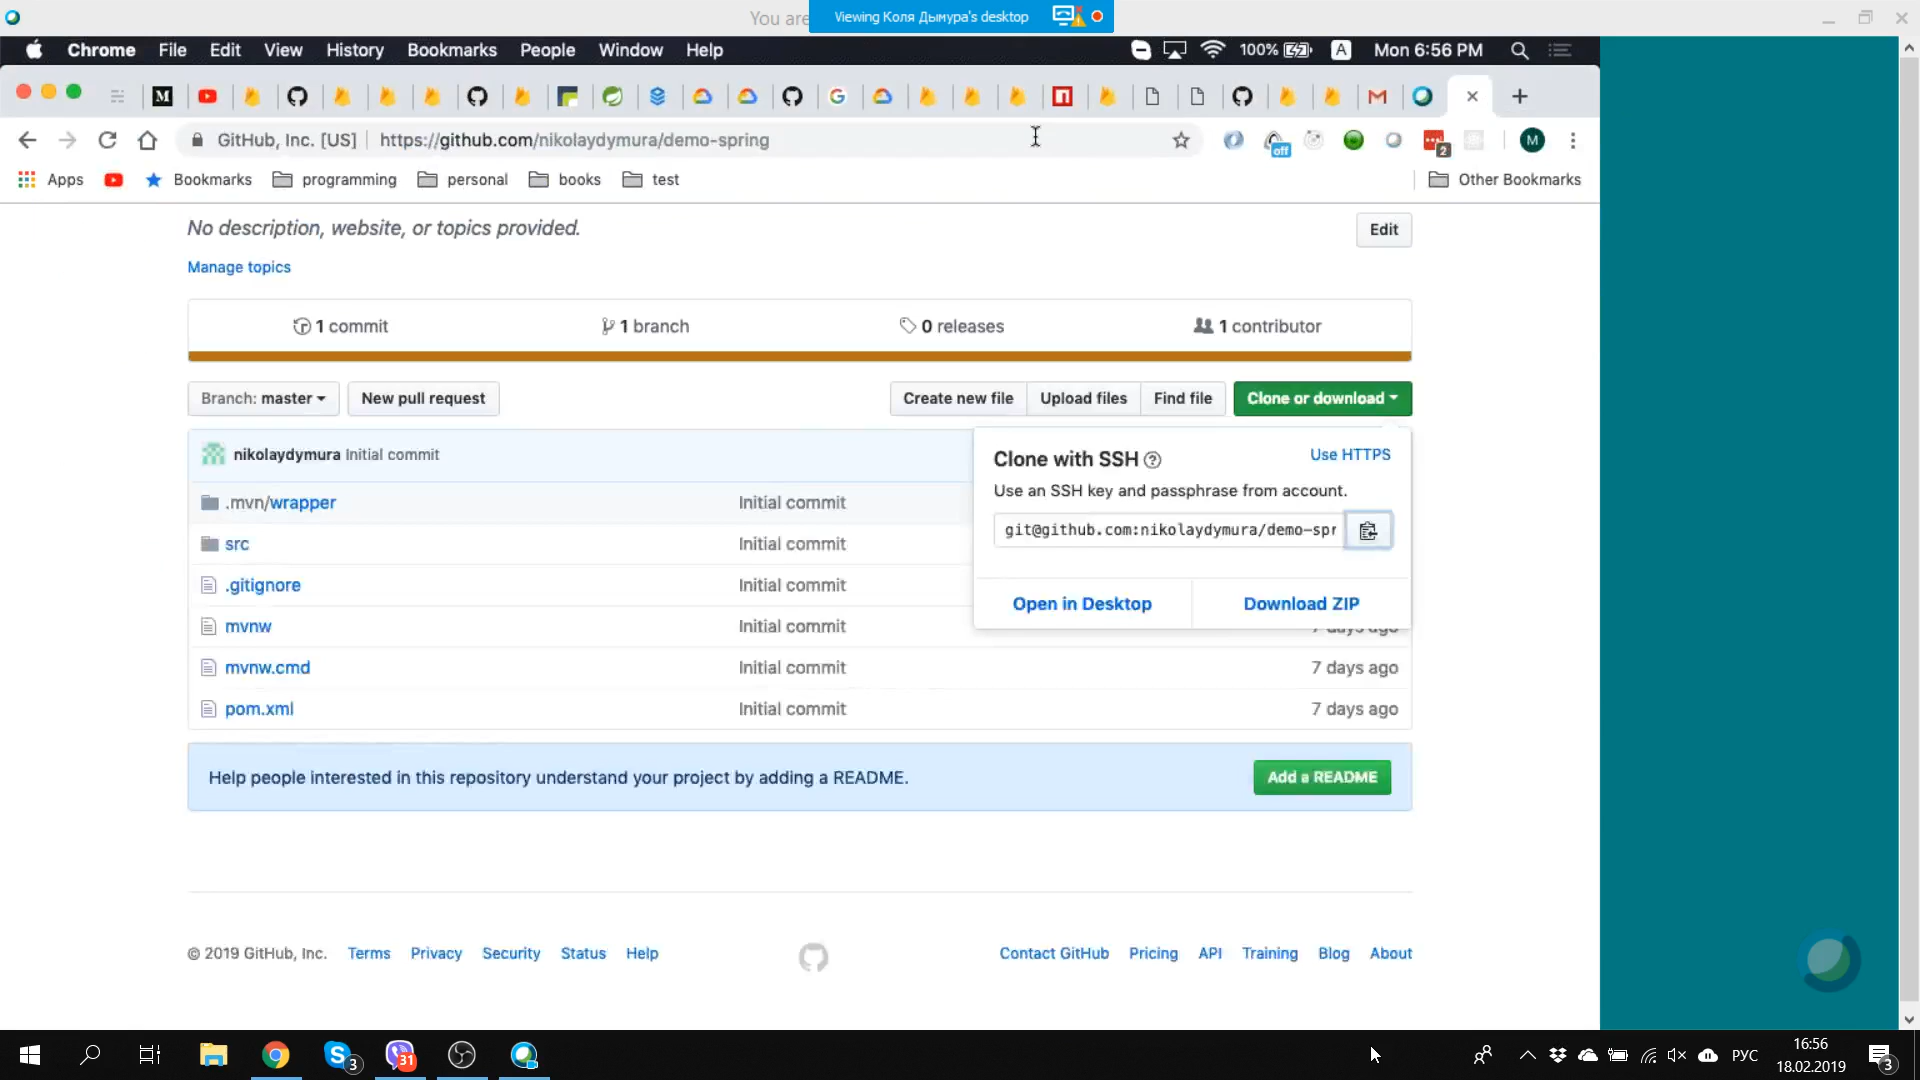 You are
Viewing Коля Дымура's desktop
Chrome File Edit View History Bookmarks People Window Help
100% A Mon 6:56 PM
GitHub, Inc. [US] https://github.com/nikolaydymura/demo-spring
off
2
M
Apps Bookmarks programming personal books test Other Bookmarks
No description, website, or topics provided.
Edit
Manage topics
1 commit 1 branch 0 releases 1 contributor
Branch: master New pull request Create new file Upload files Find file Clone or download
nikolaydymura Initial commit
Clone with SSH Use HTTPS
Use an SSH key and passphrase from account.
git@github.com:nikolaydymura/demo-spr
Open in Desktop Download ZIP
.mvn/wrapper Initial commit
src Initial commit
.gitignore Initial commit
mvnw Initial commit 7 days ago
mvnw.cmd Initial commit 7 days ago
pom.xml Initial commit 7 days ago
Help people interested in this repository understand your project by adding a README.
Add a README
© 2019 GitHub, Inc. Terms Privacy Security Status Help Contact GitHub Pricing API Training Blog About
3
31
РУС
16:56
18.02.2019
3